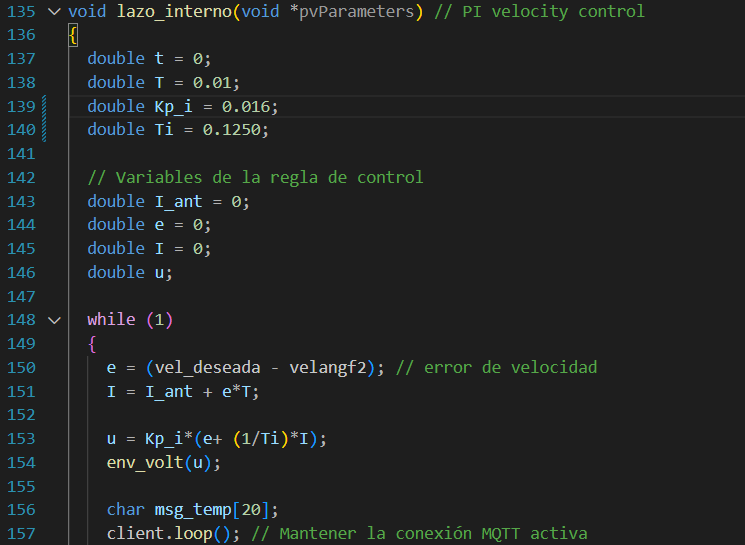 135 void lazo_interno(void *pvParameters) // PI velocity control
136 {
137 double t = 0;
138 double T = 0.01;
139 double Kp_i = 0.016;
140 double Ti = 0.1250;
141
142 // Variables de la regla de control
143 double I_ant = 0;
144 double e = 0;
145 double I = 0;
146 double u;
147
148 while (1)
149 {
150 e = (vel_deseada - velangf2); // error de velocidad
151 I = I_ant + e*T;
152
153 u = Kp_i*(e+ (1/Ti)*I);
154 env_volt(u);
155
156 char msg_temp[20];
157 client.loop(); // Mantener la conexión MQTT activa